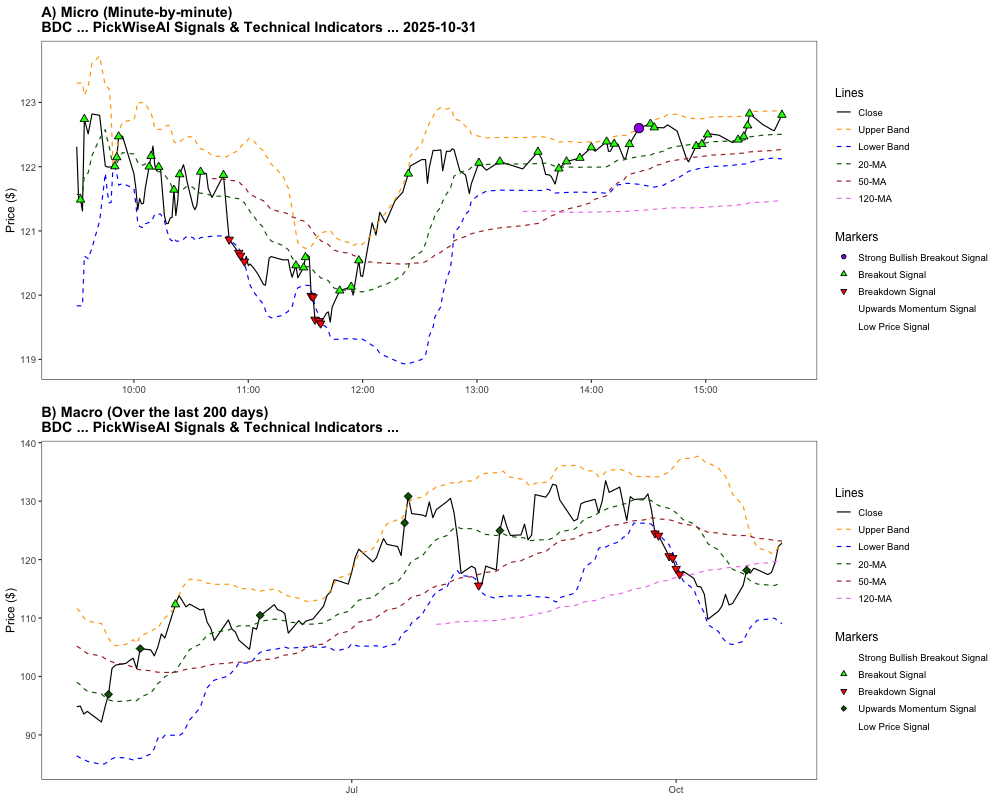 A) Micro (Minute-by-minute)
BDC ... PickWiseAI Signals & Technical Indicators ... 2025-10-31
Price ($)
123
122
121
120
119
10:00
11:00
12:00
13:00
14:00
15:00
Lines
Close
Upper Band
Lower Band
20-MA
50-MA
120-MA
Markers
Strong Bullish Breakout Signal
Breakout Signal
Breakdown Signal
Upwards Momentum Signal
Low Price Signal
B) Macro (Over the last 200 days)
BDC ... PickWiseAI Signals & Technical Indicators ...
Price ($)
140
130
120
110
100
90
Jul
Oct
Lines
Close
Upper Band
Lower Band
20-MA
50-MA
120-MA
Markers
Strong Bullish Breakout Signal
Breakout Signal
Breakdown Signal
Upwards Momentum Signal
Low Price Signal